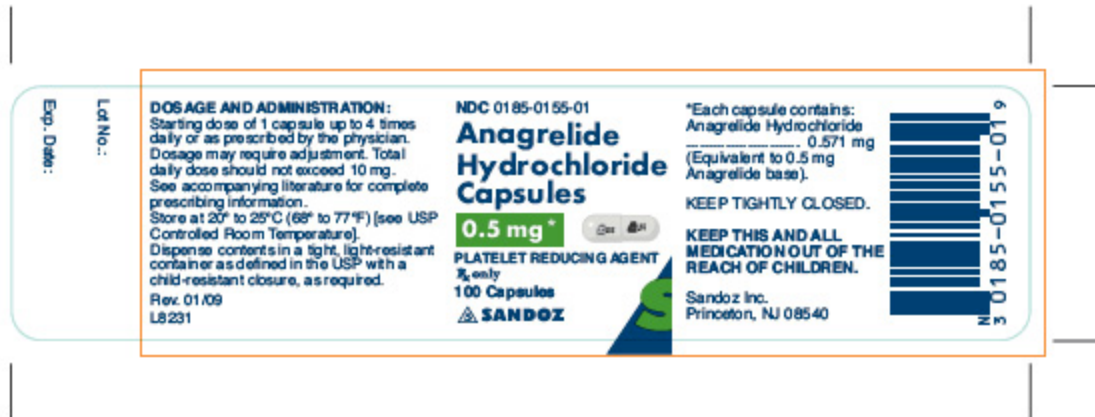 Exp. Date:
Lot No.:
DOSAGE AND ADMINISTRATION:
Starting dose of 1 capsule up to 4 times
daily or as prescribed by the physician.
Dosage may require adjustment. Total
daily dose should not exceed 10 mg.
See accompanying literature for complete
prescribing information.
Store at 20° to 25°C (68° to 77°F) [see USP
Controlled Room Temperature].
Dispense contents in a tight, light-resistant
container as defined in the USP with a
child-resistant closure, as required.
Rev. 01/09
L8231
NDC 0185-0155-01
Anagrelide
Hydrochloride
Capsules
0.5 mg*
PLATELET REDUCING AGENT
℞ only
100 Capsules
SANDOZ
S
*Each capsule contains:
Anagrelide Hydrochloride
........................ 0.571 mg
(Equivalent to 0.5 mg
Anagrelide base).
KEEP TIGHTLY CLOSED.
KEEP THIS AND ALL
MEDICATION OUT OF THE
REACH OF CHILDREN.
Sandoz Inc.
Princeton, NJ 08540
N
3 0185-0155-01 9